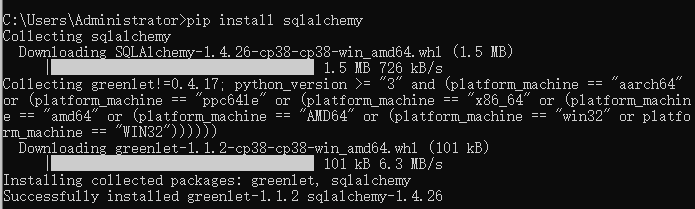 C:\Users\Administrator>pip install sqlalchemy
Collecting sqlalchemy
Downloading SQLAlchemy-1.4.26-cp38-cp38-win_amd64.whl (1.5 MB)
1.5 MB 726 kB/s
Collecting greenlet!=0.4.17; python_version >= "3" and (platform_machine == "aarch64"
or (platform_machine == "ppc64le" or (platform_machine == "x86_64" or (platform_machin
e == "amd64" or (platform_machine == "AMD64" or (platform_machine == "win32" or platfo
rm_machine == "WIN32"))))))
Downloading greenlet-1.1.2-cp38-cp38-win_amd64.whl (101 kB)
101 kB 6.3 MB/s
Installing collected packages: greenlet, sqlalchemy
Successfully installed greenlet-1.1.2 sqlalchemy-1.4.26